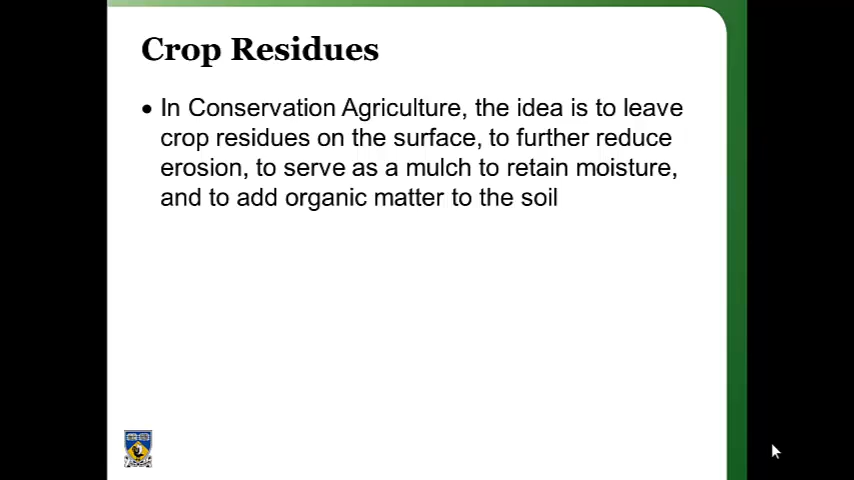 Crop Residues
• In Conservation Agriculture, the idea is to leave
crop residues on the surface, to further reduce
erosion, to serve as a mulch to retain moisture,
and to add organic matter to the soil